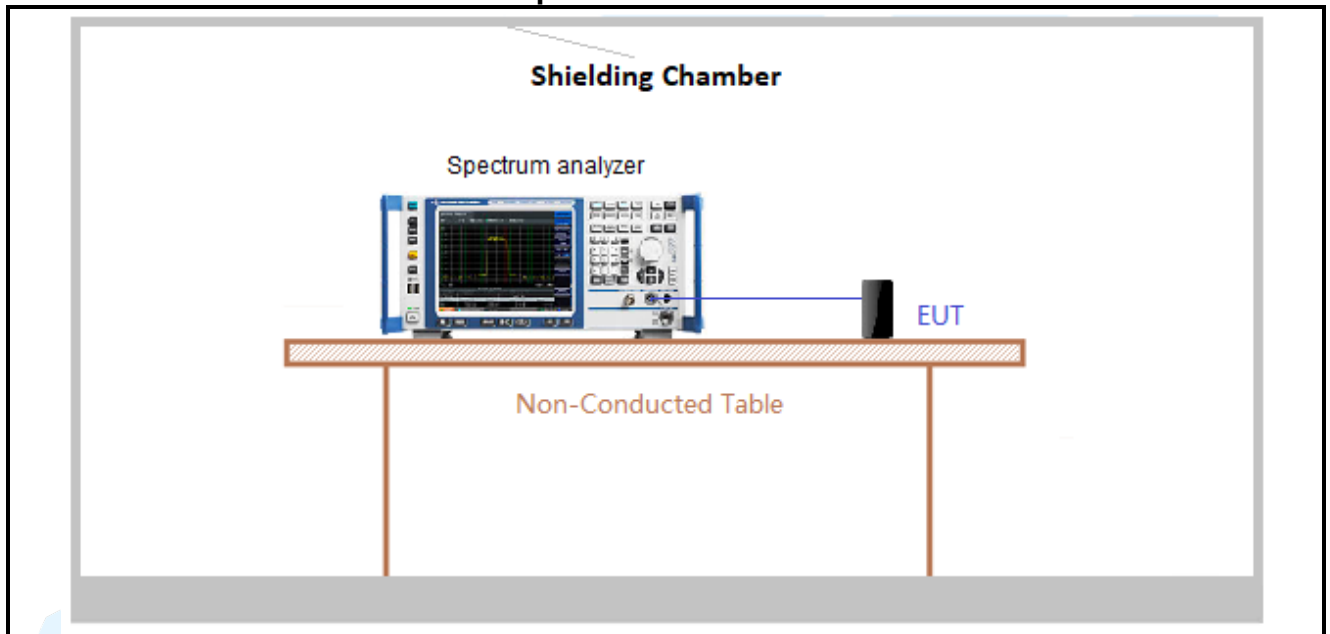 Shielding Chamber
Spectrum analyzer
EUT
Non-Conducted Table